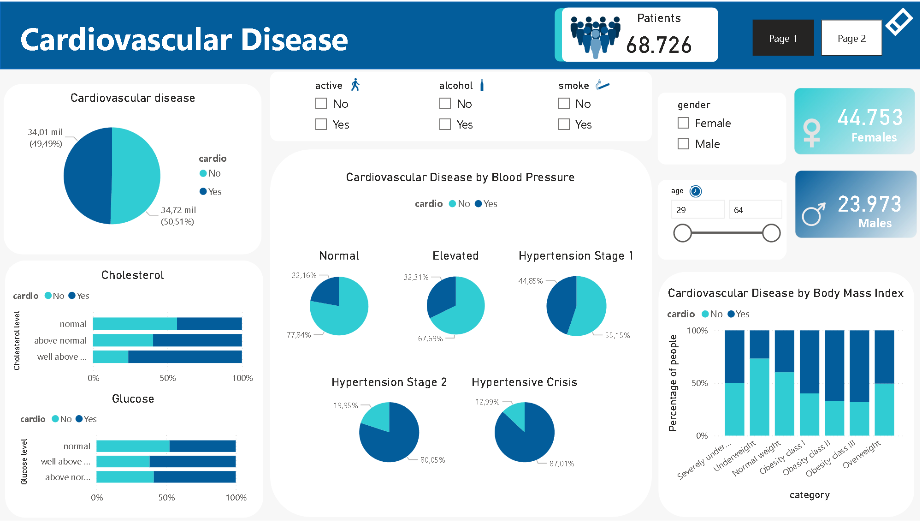 Cardiovascular Disease
Patients
68.726
Page 1
Page 2
Cardiovascular disease
34,01 mil
(49,49%)
cardio
No
Yes
34,72 mil
(50,51%)
active
No
Yes
alcohol
No
Yes
smoke
No
Yes
gender
Female
Male
44.753
Females
age
29
64
23.973
Males
Cholesterol
cardio No Yes
Cholesterol level
normal
above normal
well above ...
0% 50% 100%
Glucose
cardio No Yes
Glucose level
normal
well above ...
above nor...
0% 50% 100%
Cardiovascular Disease by Blood Pressure
cardio No Yes
Normal
22,16%
77,84%
Elevated
32,31%
67,69%
Hypertension Stage 1
44,85%
55,15%
Hypertension Stage 2
19,95%
80,05%
Hypertensive Crisis
12,99%
87,01%
Cardiovascular Disease by Body Mass Index
cardio No Yes
Percentage of people
100%
50%
0%
Severely under...
Underweight
Normal weight
Obesity class I
Obesity class II
Obesity class III
Overweight
category